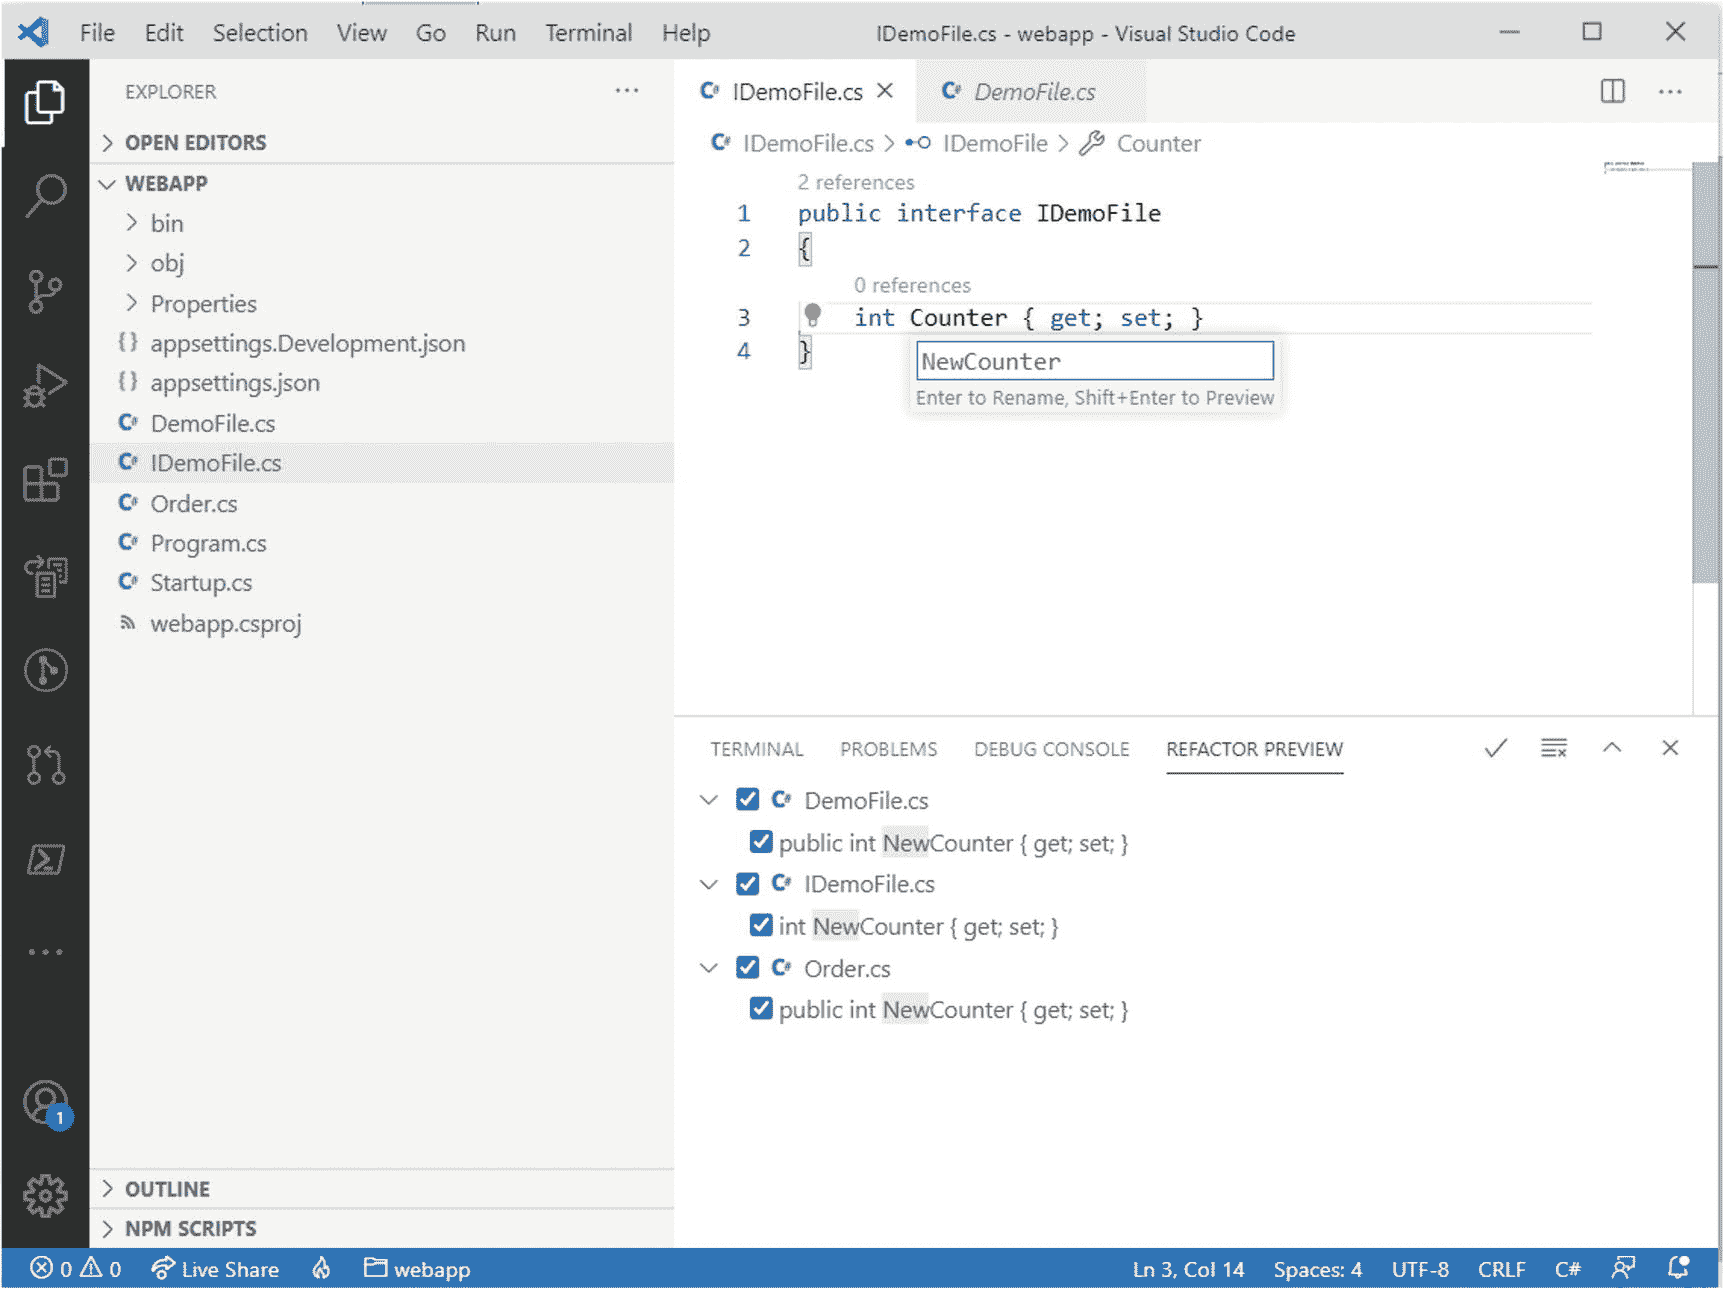 File Edit Selection View Go Run Terminal Help IDemoFile.cs - webapp - Visual Studio Code
EXPLORER
OPEN EDITORS
WEBAPP
bin
obj
Properties
{} appsettings.Development.json
{} appsettings.json
C# DemoFile.cs
C# IDemoFile.cs
C# Order.cs
C# Program.cs
C# Startup.cs
webapp.csproj
OUTLINE
NPM SCRIPTS
1
C# IDemoFile.cs
C# DemoFile.cs
C# IDemoFile.cs > IDemoFile > Counter
2 references
1 public interface IDemoFile
2 {
0 references
3 int Counter { get; set; }
4 }
NewCounter
Enter to Rename, Shift+Enter to Preview
TERMINAL PROBLEMS DEBUG CONSOLE REFACTOR PREVIEW
C# DemoFile.cs
public int NewCounter { get; set; }
C# IDemoFile.cs
int NewCounter { get; set; }
C# Order.cs
public int NewCounter { get; set; }
0 0 Live Share webapp Ln 3, Col 14 Spaces: 4 UTF-8 CRLF C#